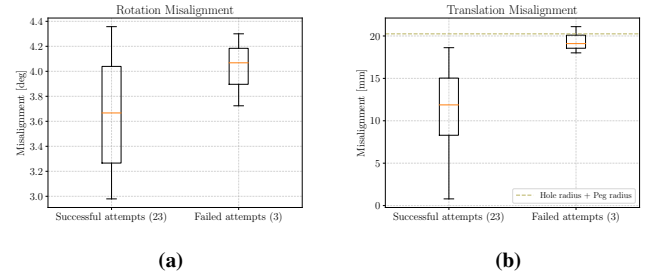 Rotation Misalignment
Misalignment [deg]
4.4
4.2
4.0
3.8
3.6
3.4
3.2
3.0
Successful attempts (23) Failed attempts (3)
(a)
Translation Misalignment
Misalignment [mm]
20
15
10
5
0
Hole radius + Peg radius
Successful attempts (23) Failed attempts (3)
(b)